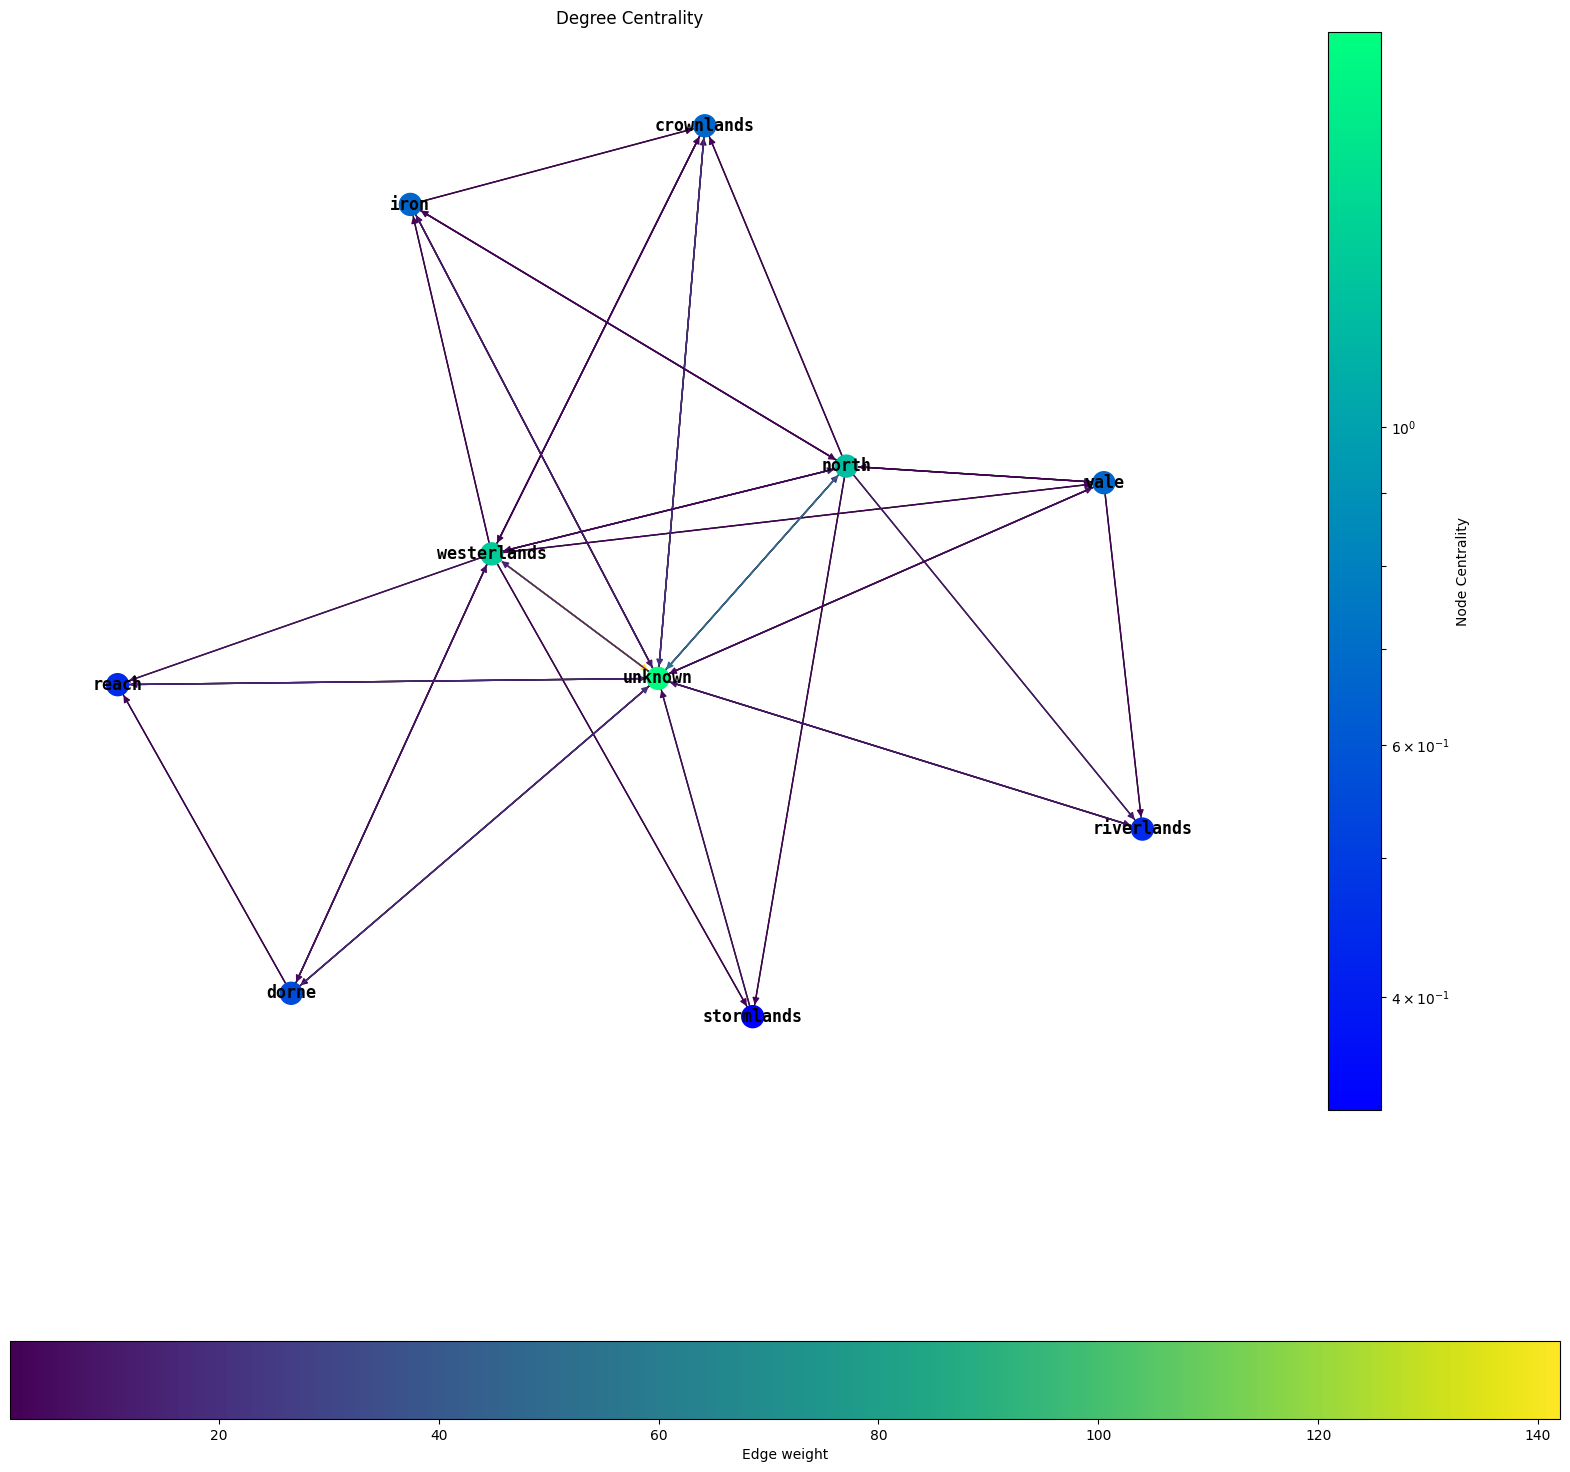 Degree Centrality
crownlands
iron
north
vale
westerlands
unknown
reach
riverlands
dorne
stormlands
10⁰
6 × 10⁻¹
4 × 10⁻¹
Node Centrality
20 40 60 80 100 120 140
Edge weight